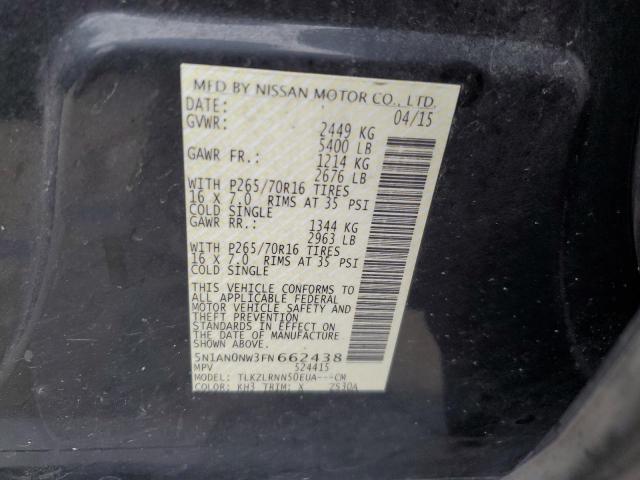 MFD BY NISSAN MOTOR CO., LTD.
DATE: 04/15
GVWR: 2449 KG
5400 LB
GAWR FR.: 1214 KG
2676 LB
WITH P265/70R16 TIRES
16 X 7.0 RIMS AT 35 PSI
COLD SINGLE
GAWR RR.: 1344 KG
2963 LB
WITH P265/70R16 TIRES
16 X 7.0 RIMS AT 35 PSI
COLD SINGLE
THIS VEHICLE CONFORMS TO
ALL APPLICABLE FEDERAL
MOTOR VEHICLE SAFETY AND
THEFT PREVENTION
STANDARDS IN EFFECT ON
THE DATE OF MANUFACTURE
SHOWN ABOVE.
5N1AN0NW3FN662438
MPV 524415
MODEL: TLKZLRNN50EUA---CM
COLOR: KH3 TRIM: X ZS30A